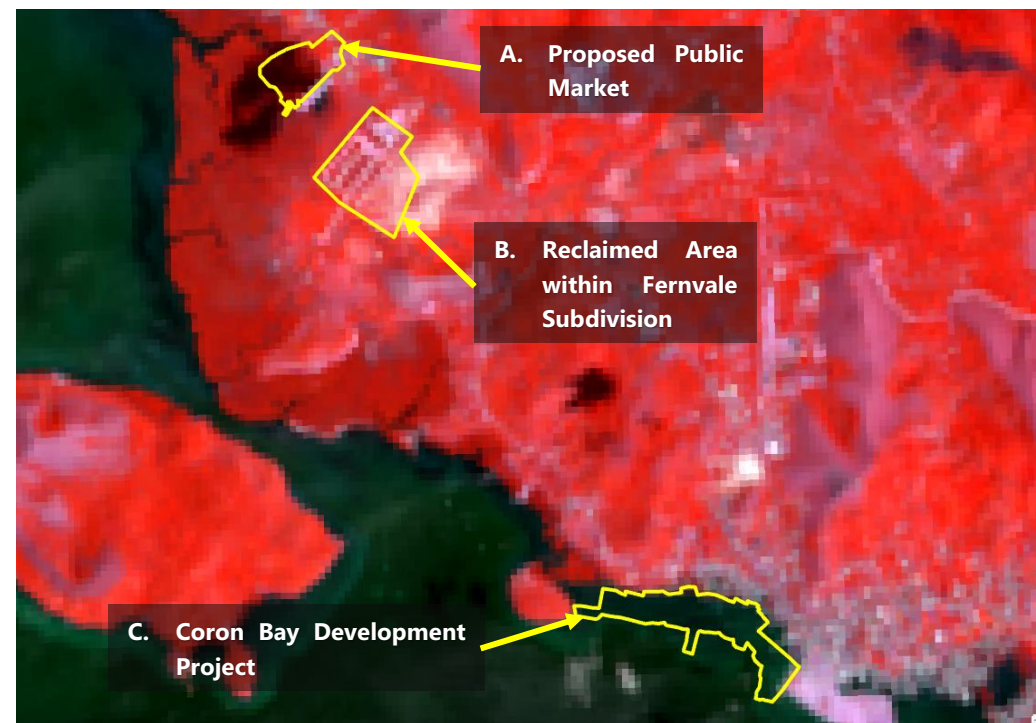 A. Proposed Public
Market
B. Reclaimed Area
within Fernvale
Subdivision
C. Coron Bay Development
Project